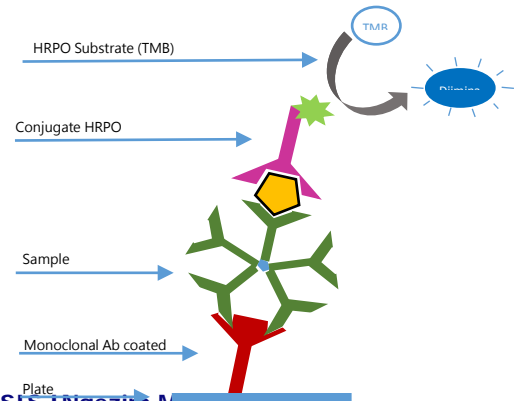 TMB
HRPO Substrate (TMB)
Conjugate HRPO
Sample
Monoclonal Ab coated
Plate